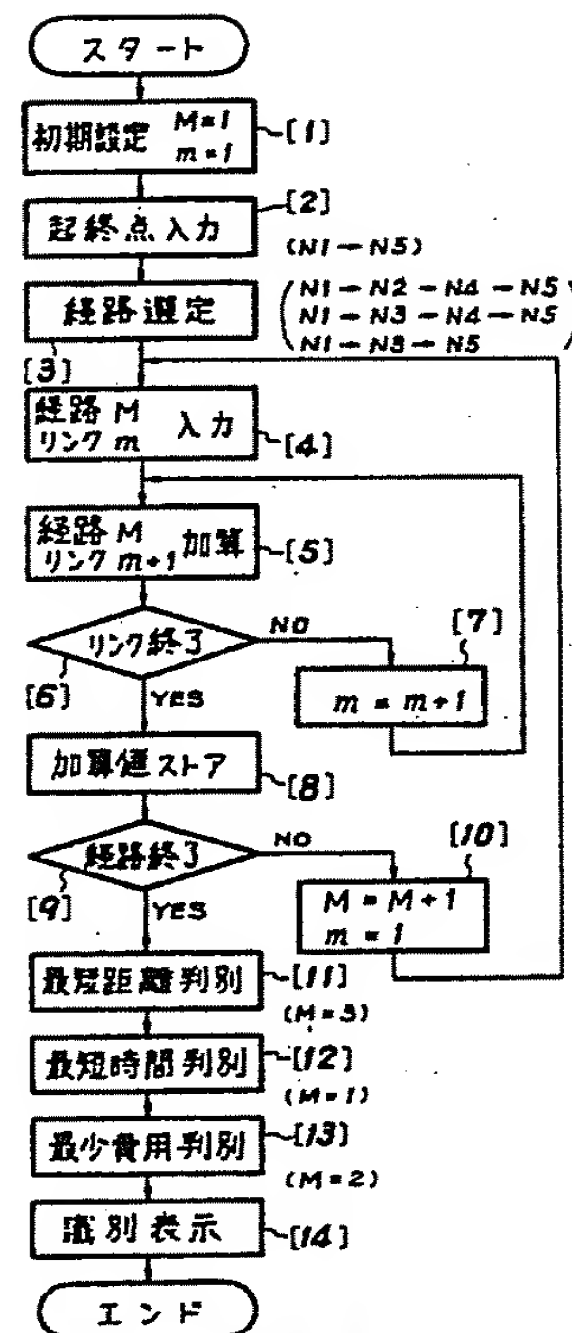 スタート
初期設定 M=1
m=1
[1]
起終点入力
[2]
(N1→N5)
経路選定
[3]
N1→N2→N4→N5
N1→N3→N4→N5
N1→N3→N5
経路 M
リンク m
入力
[4]
経路 M
リンク m+1
加算
[5]
リンク終了
[6]
NO
YES
[7]
m = m+1
加算値ストア
[8]
経路終了
[9]
NO
YES
[10]
M = M+1
m = 1
最短距離判別
[11]
(M=3)
最短時間判別
[12]
(M=1)
最少費用判別
[13]
(M=2)
識別表示
[14]
エンド